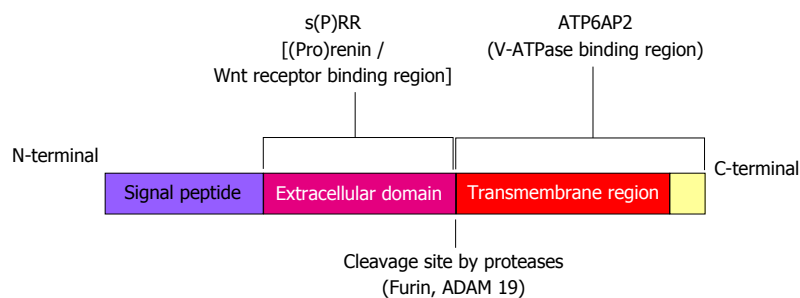 s(P)RR
[(Pro)renin /
Wnt receptor binding region]
ATP6AP2
(V-ATPase binding region)
N-terminal
C-terminal
Signal peptide
Extracellular domain
Transmembrane region
Cleavage site by proteases
(Furin, ADAM 19)